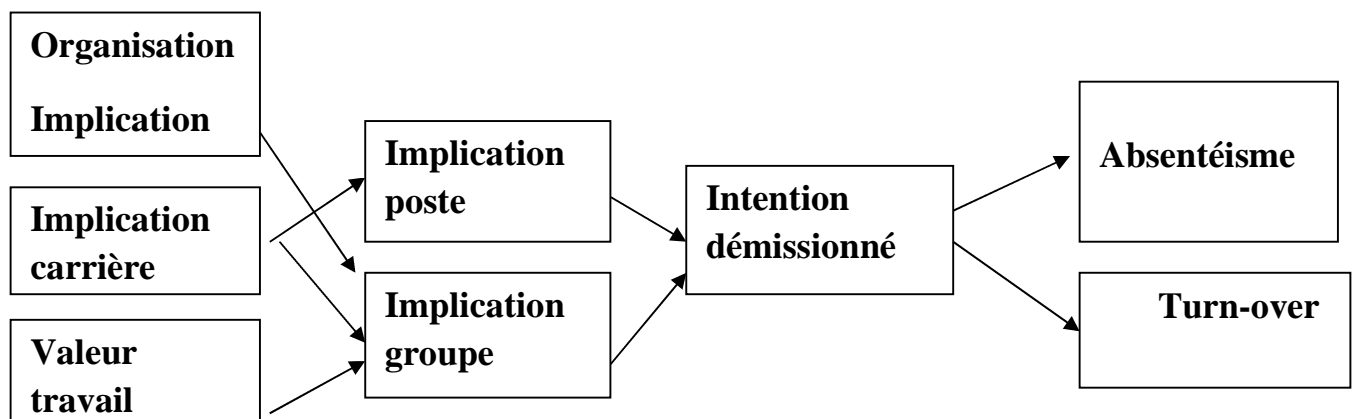 Organisation
Implication
Implication
carrière
Valeur
travail
Implication
poste
Implication
groupe
Intention
démissionné
Absentéisme
Turn-over